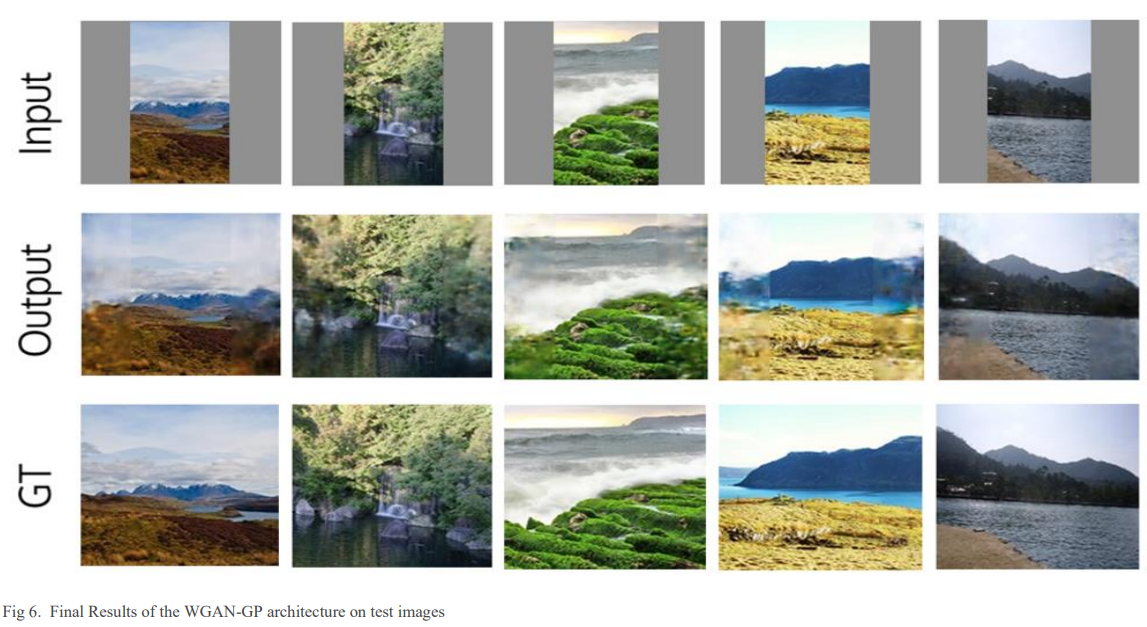 Input
Output
GT
Fig 6. Final Results of the WGAN-GP architecture on test images